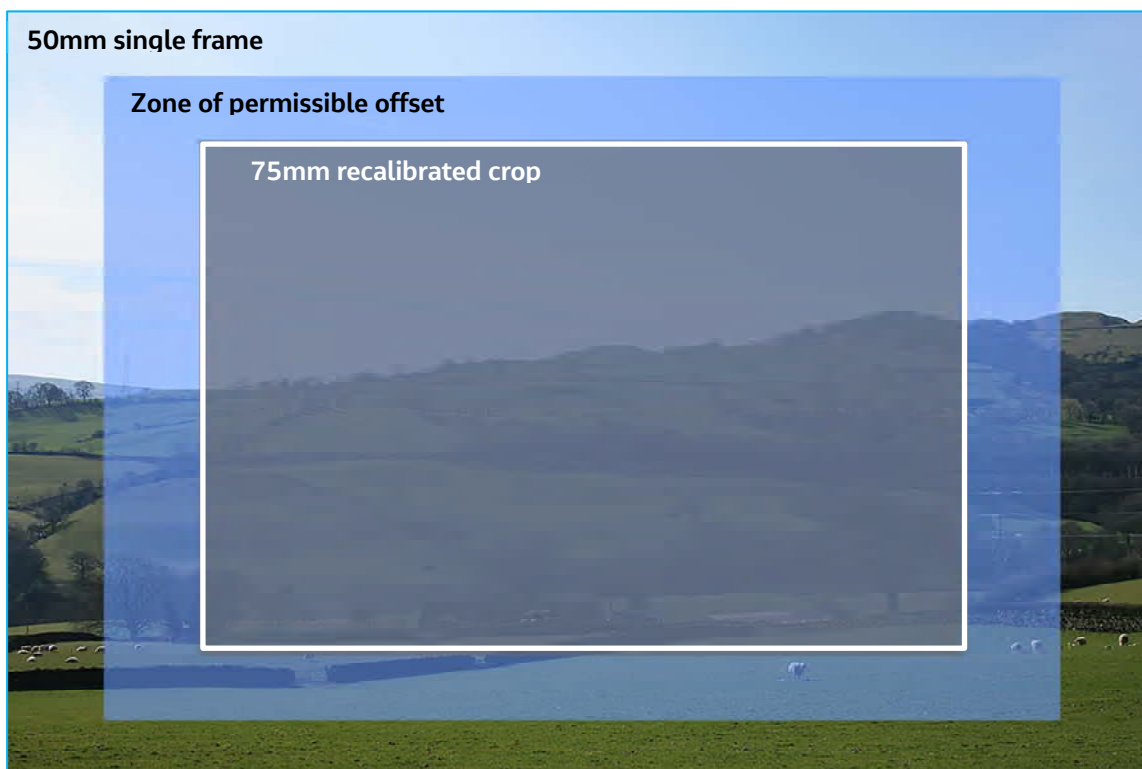 50mm single frame
Zone of permissible offset
75mm recalibrated crop